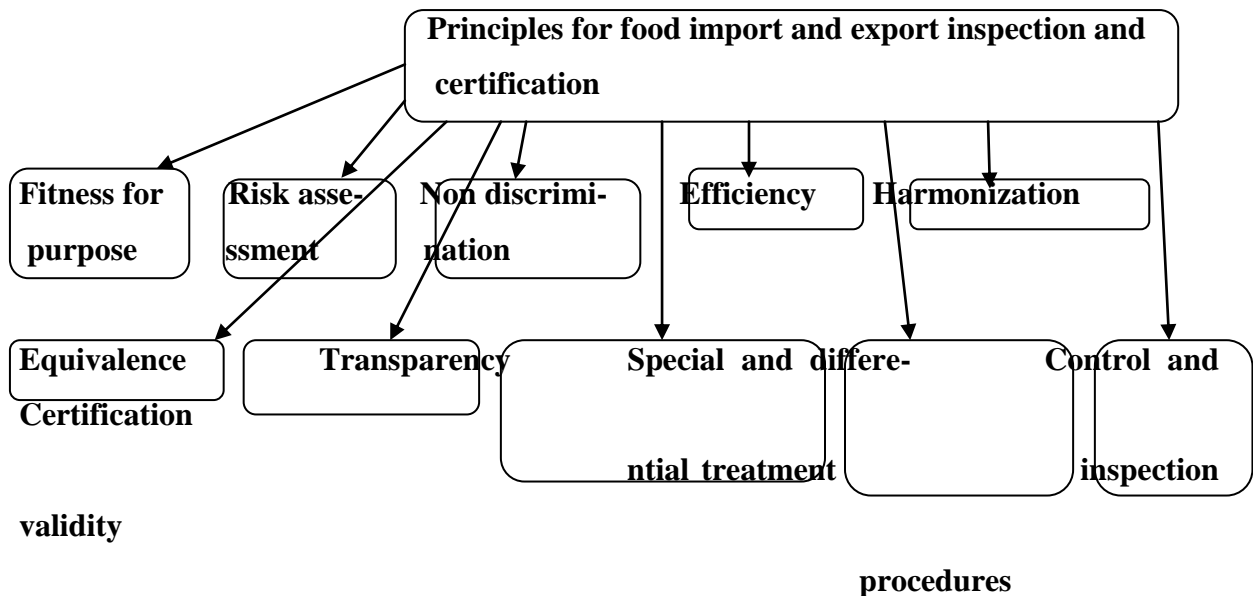 Principles for food import and export inspection and
certification
Fitness for Risk asse- Non discrimi- Efficiency Harmonization
purpose ssment nation
Equivalence Transparency Special and differe- Control and
Certification
ntial treatment inspection
validity
procedures